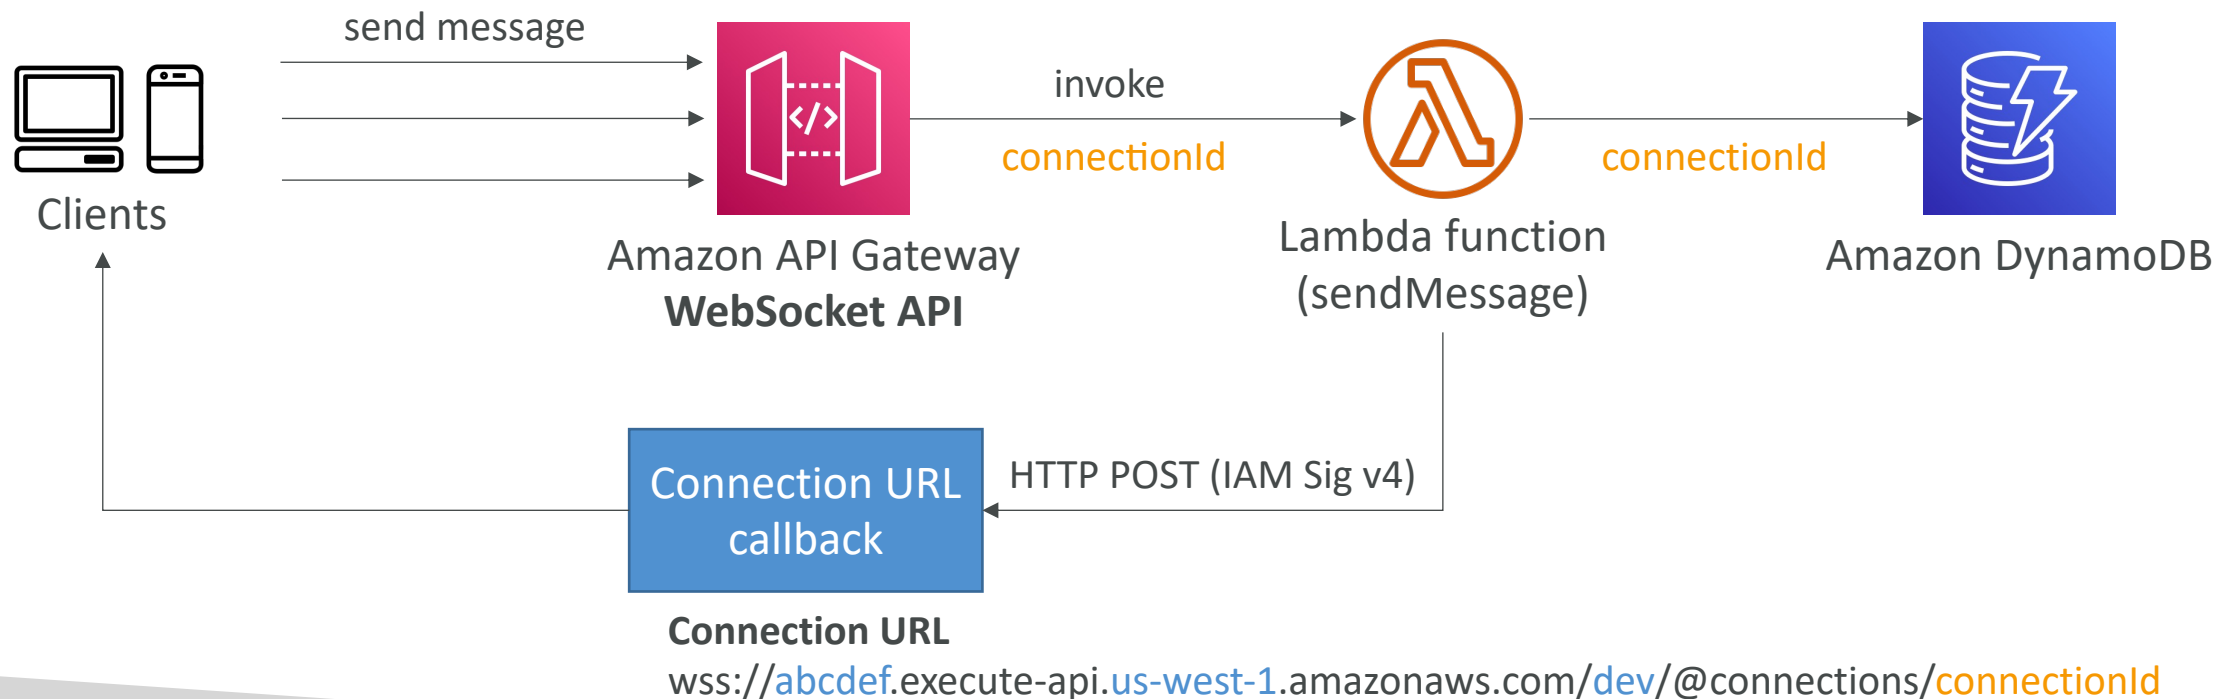 send message
invoke
connectionId
connectionId
Clients
Amazon API Gateway
WebSocket API
Lambda function
(sendMessage)
Amazon DynamoDB
Connection URL
callback
HTTP POST (IAM Sig v4)
Connection URL
wss://abcdef.execute-api.us-west-1.amazonaws.com/dev/@connections/connectionId